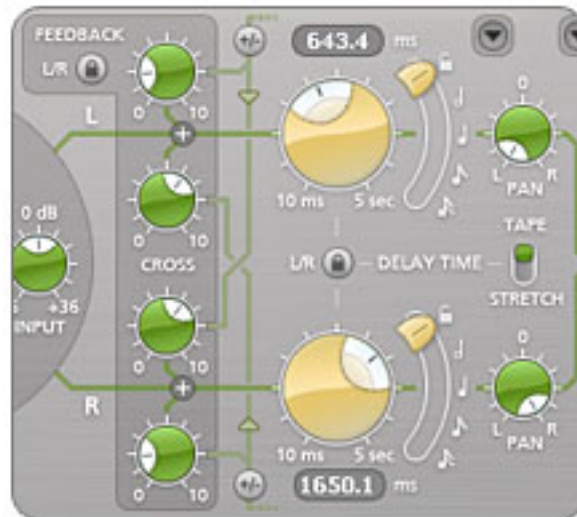 FEEDBACK
L/R
+/-
643.4 ms
0 10
L
10 ms 5 sec
0
L R
PAN
0 10
0 dB
+36
INPUT
CROSS
L/R
DELAY TIME
TAPE
STRETCH
0 10
0
R
L R
PAN
10 ms 5 sec
0 10
+/-
1650.1 ms